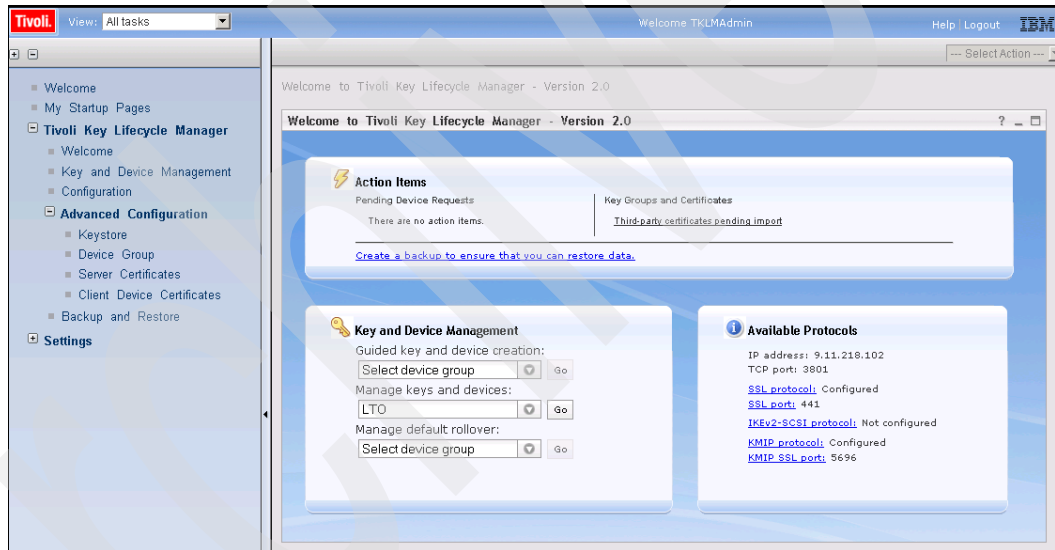 Tivoli. View: All tasks Welcome TKLMAdmin Help Logout IBM
--- Select Action ---
Welcome
My Startup Pages
Tivoli Key Lifecycle Manager
Welcome
Key and Device Management
Configuration
Advanced Configuration
Keystore
Device Group
Server Certificates
Client Device Certificates
Backup and Restore
Settings
Welcome to Tivoli Key Lifecycle Manager - Version 2.0
Welcome to Tivoli Key Lifecycle Manager - Version 2.0
Action Items
Pending Device Requests
There are no action items.
Key Groups and Certificates
Third-party certificates pending import
Create a backup to ensure that you can restore data.
Key and Device Management
Guided key and device creation:
Select device group Go
Manage keys and devices:
LTO Go
Manage default rollover:
Select device group Go
Available Protocols
IP address: 9.11.218.102
TCP port: 3801
SSL protocol: Configured
SSL port: 441
IKEv2-SCSI protocol: Not configured
KMIP protocol: Configured
KMIP SSL port: 5696